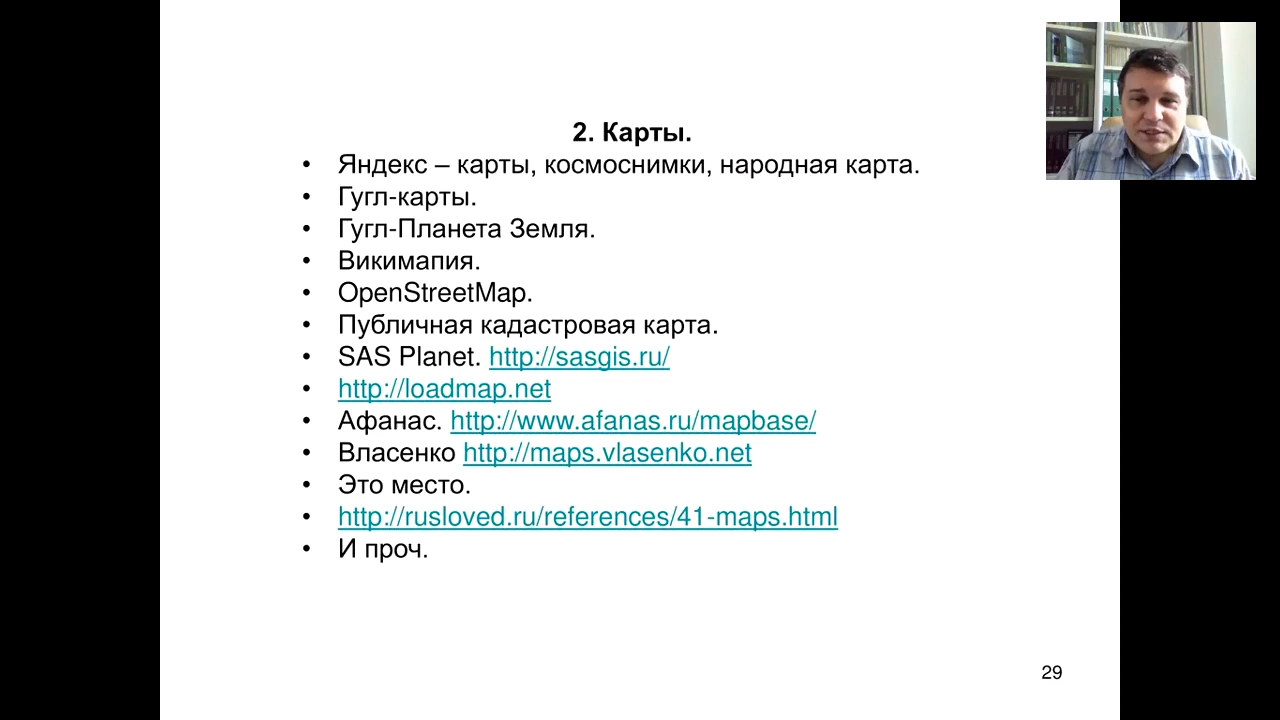 2. Карты.
• Яндекс – карты, космоснимки, народная карта.
• Гугл-карты.
• Гугл-Планета Земля.
• Викимапия.
• OpenStreetMap.
• Публичная кадастровая карта.
• SAS Planet. http://sasgis.ru/
• http://loadmap.net
• Афанас. http://www.afanas.ru/mapbase/
• Власенко http://maps.vlasenko.net
• Это место.
• http://rusloved.ru/references/41-maps.html
• И проч.
29